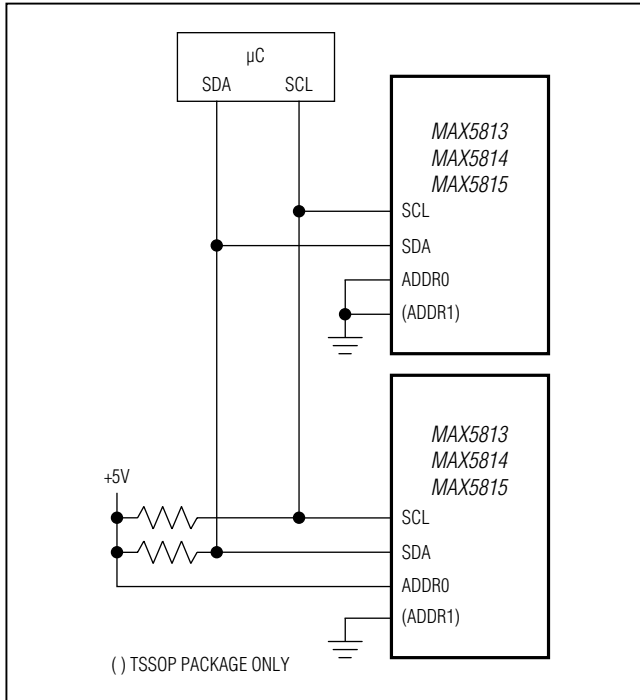 µC
SDA SCL
MAX5813
MAX5814
MAX5815
SCL
SDA
ADDR0
(ADDR1)
MAX5813
MAX5814
MAX5815
+5V
SCL
SDA
ADDR0
(ADDR1)
( ) TSSOP PACKAGE ONLY